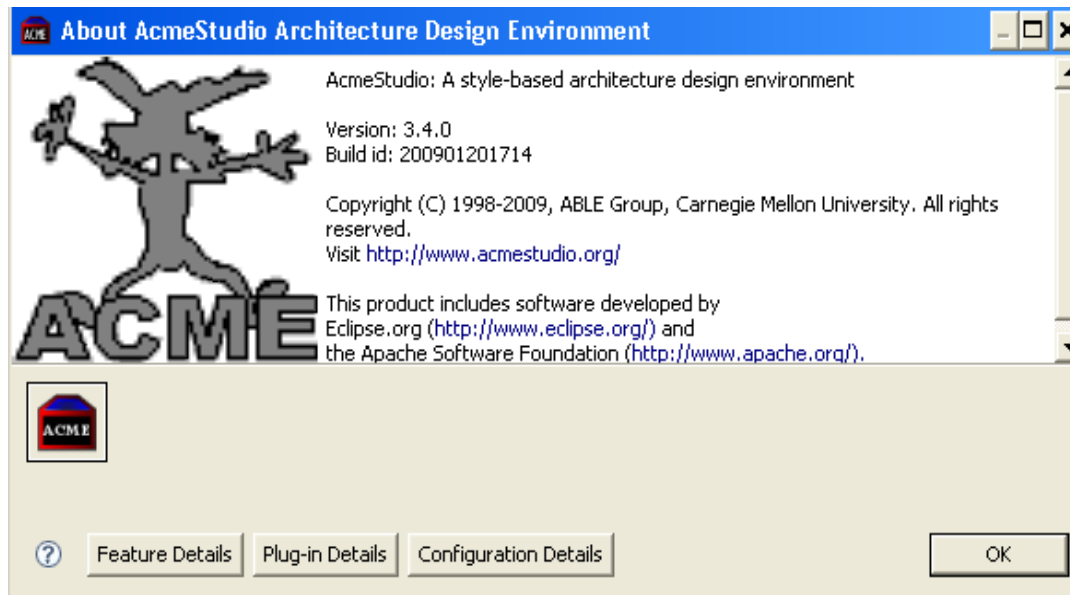 ACME
About AcmeStudio Architecture Design Environment
AcmeStudio: A style-based architecture design environment
Version: 3.4.0
Build id: 200901201714
Copyright (C) 1998-2009, ABLE Group, Carnegie Mellon University. All rights
reserved.
Visit http://www.acmestudio.org/
This product includes software developed by
Eclipse.org (http://www.eclipse.org/) and
the Apache Software Foundation (http://www.apache.org/).
ACME
ACME
?
Feature Details
Plug-in Details
Configuration Details
OK